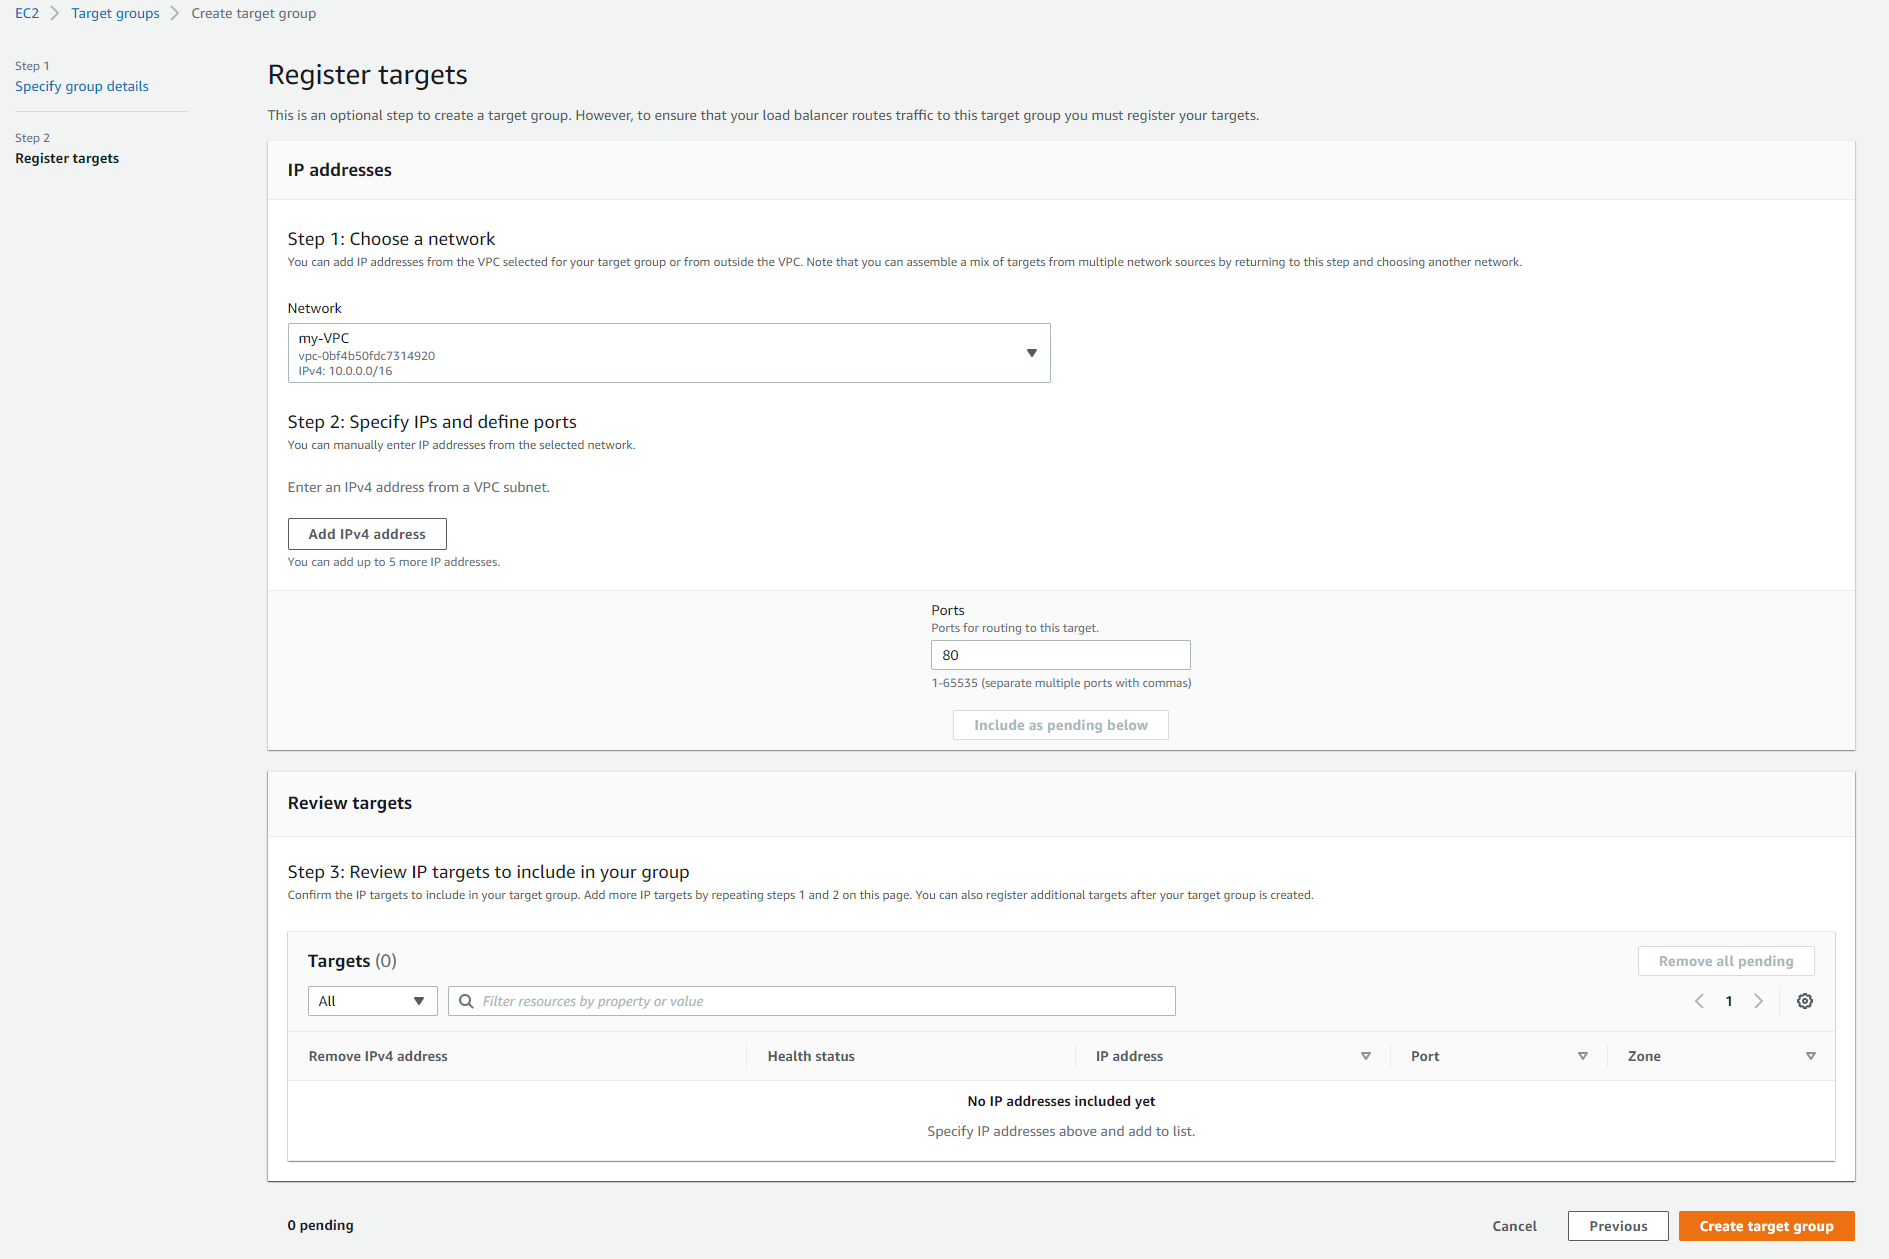 EC2 > Target groups > Create target group
Step 1
Specify group details
Step 2
Register targets
Register targets
This is an optional step to create a target group. However, to ensure that your load balancer routes traffic to this target group you must register your targets.
IP addresses
Step 1: Choose a network
You can add IP addresses from the VPC selected for your target group or from outside the VPC. Note that you can assemble a mix of targets from multiple network sources by returning to this step and choosing another network.
Network
my-VPC
vpc-0bf4b50fdc7314920
IPv4: 10.0.0.0/16
Step 2: Specify IPs and define ports
You can manually enter IP addresses from the selected network.
Enter an IPv4 address from a VPC subnet.
Add IPv4 address
You can add up to 5 more IP addresses.
Ports
Ports for routing to this target.
80
1-65535 (separate multiple ports with commas)
Include as pending below
Review targets
Step 3: Review IP targets to include in your group
Confirm the IP targets to include in your target group. Add more IP targets by repeating steps 1 and 2 on this page. You can also register additional targets after your target group is created.
Targets (0)
Remove all pending
All
Filter resources by property or value
1
Remove IPv4 address Health status IP address Port Zone
No IP addresses included yet
Specify IP addresses above and add to list.
0 pending
Cancel
Previous
Create target group